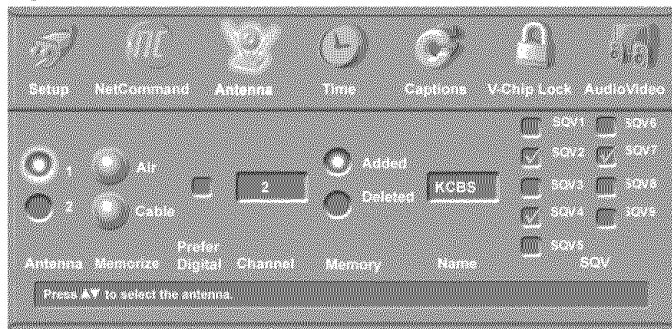 Setup NetCommand Antenna Time Captions V-Chip Lock AudioVideo
SQV1 SQV6
1 Air Added SQV2 SQV7
2 KCBS SQV3 SQV8
2 Cable Deleted SQV4 SQV9
SQV5
Antenna Memorize Prefer Digital Channel Memory Name SQV
Press ▲▼ to select the antenna.